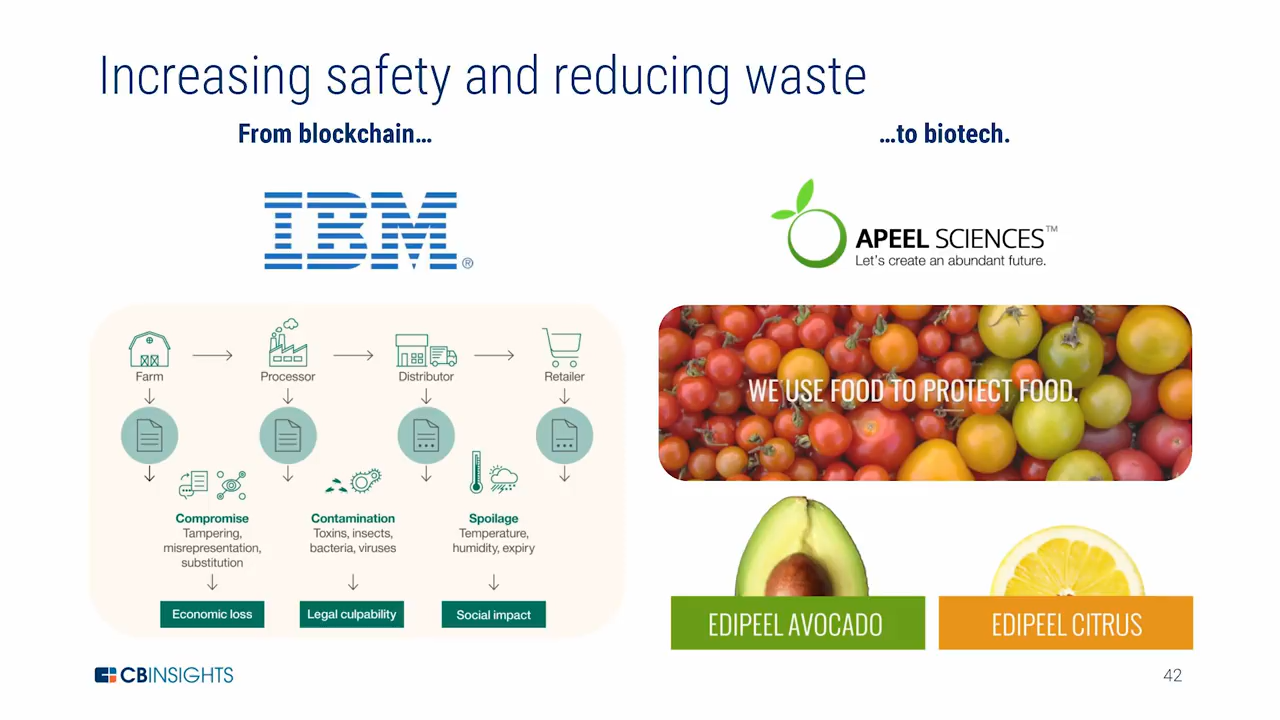 Increasing safety and reducing waste
From blockchain…
…to biotech.
IBM®
APEEL SCIENCES™
Let's create an abundant future.
Farm
Processor
Distributor
Retailer
Compromise
Tampering,
misrepresentation,
substitution
Contamination
Toxins, insects,
bacteria, viruses
Spoilage
Temperature,
humidity, expiry
Economic loss
Legal culpability
Social impact
WE USE FOOD TO PROTECT FOOD.
EDIPEEL AVOCADO
EDIPEEL CITRUS
CBINSIGHTS
42